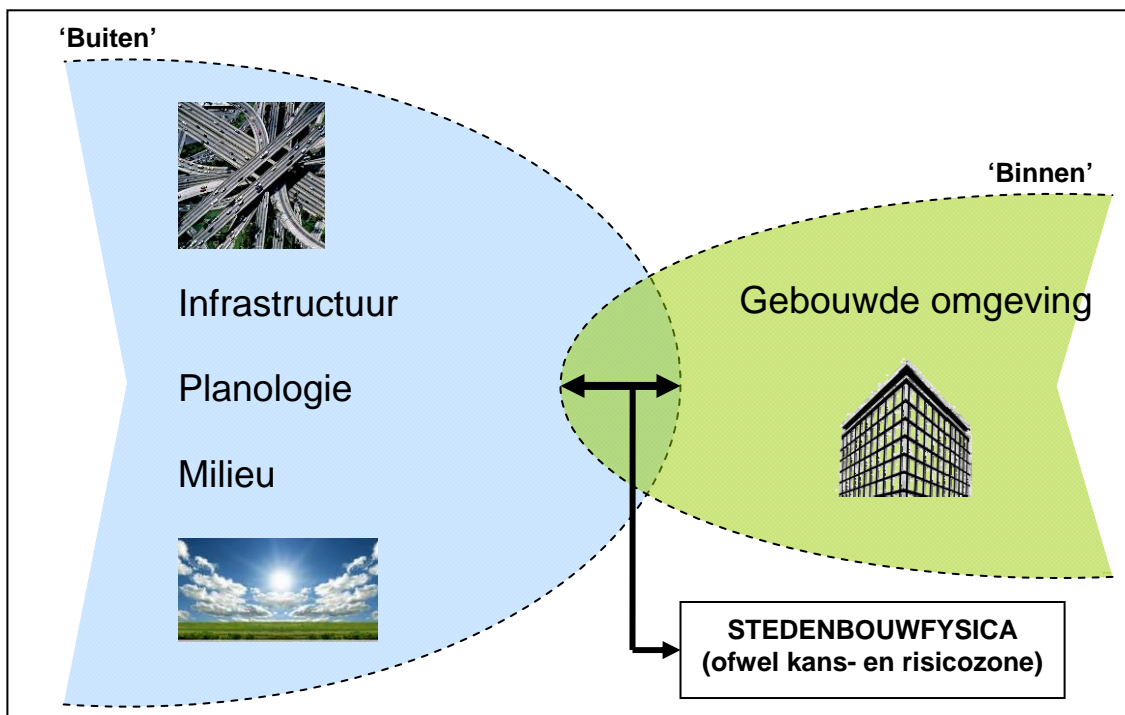 ‘Buiten’
‘Binnen’
Infrastructuur
Gebouwde omgeving
Planologie
Milieu
STEDENBOUWFYSICA
(ofwel kans- en risicozone)